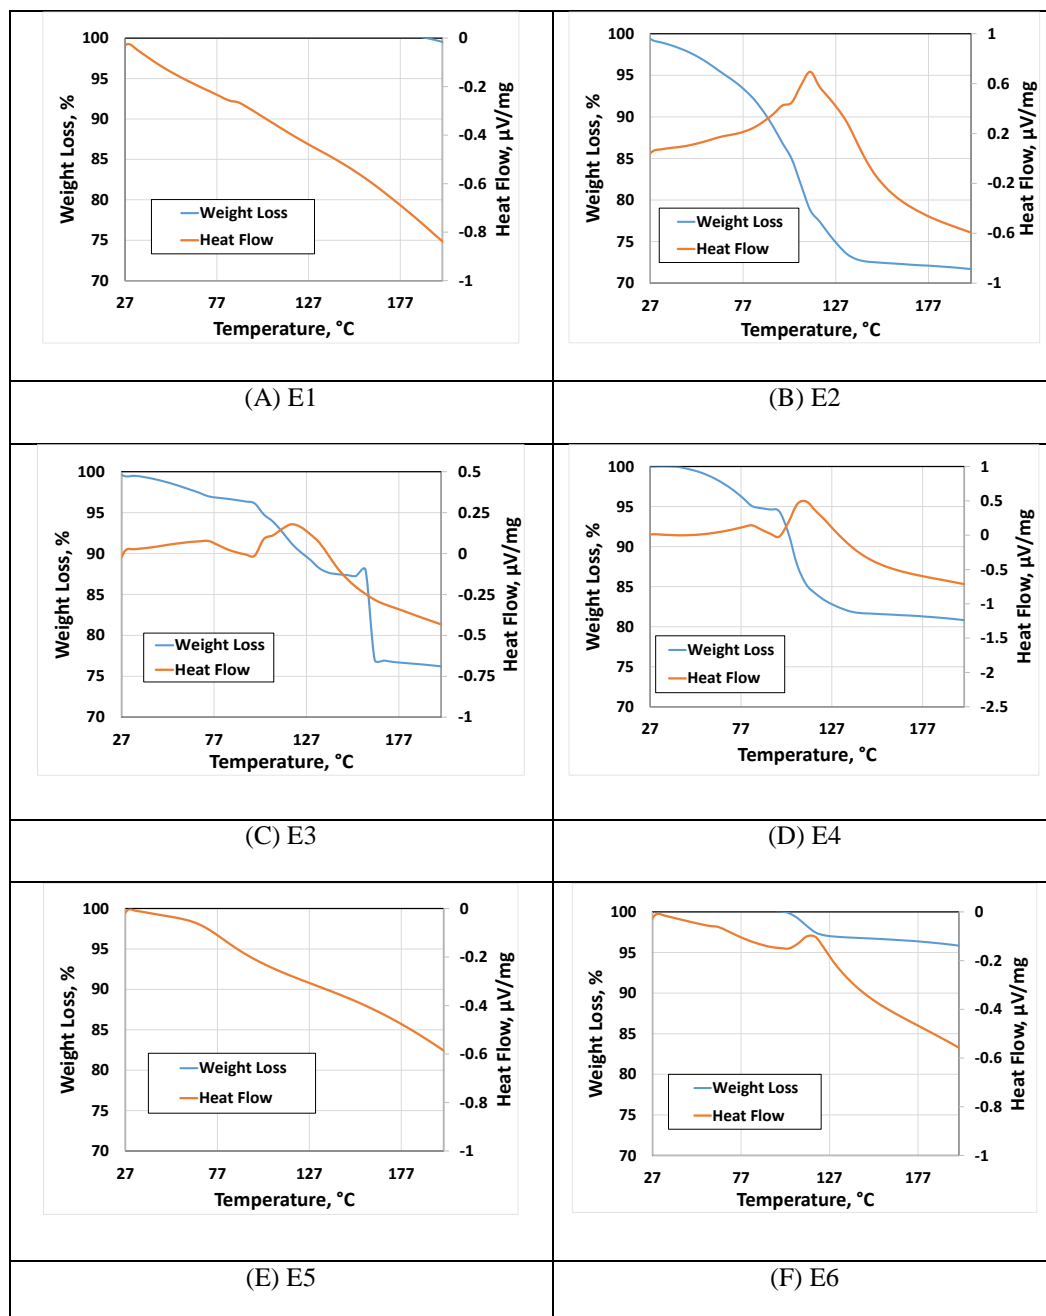 100
95
90
85
80
75
70
Weight Loss, %
0
-0.2
-0.4
-0.6
-0.8
-1
Heat Flow, µV/mg
Weight Loss
Heat Flow
27 77 127 177
Temperature, °C
100
95
90
85
80
75
70
Weight Loss, %
1
0.6
0.2
-0.2
-0.6
-1
Heat Flow, µV/mg
Weight Loss
Heat Flow
27 77 127 177
Temperature, °C
(A) E1
(B) E2
100
95
90
85
80
75
70
Weight Loss, %
0.5
0.25
0
-0.25
-0.5
-0.75
-1
Heat Flow, µV/mg
Weight Loss
Heat Flow
27 77 127 177
Temperature, °C
100
95
90
85
80
75
70
Weight Loss, %
1
0.5
0
-0.5
-1
-1.5
-2
-2.5
Heat Flow, µV/mg
Weight Loss
Heat Flow
27 77 127 177
Temperature, °C
(C) E3
(D) E4
100
95
90
85
80
75
70
Weight Loss, %
0
-0.2
-0.4
-0.6
-0.8
-1
Heat Flow, µV/mg
Weight Loss
Heat Flow
27 77 127 177
Temperature, °C
100
95
90
85
80
75
70
Weight Loss, %
0
-0.2
-0.4
-0.6
-0.8
-1
Heat Flow, µV/mg
Weight Loss
Heat Flow
27 77 127 177
Temperature, °C
(E) E5
(F) E6